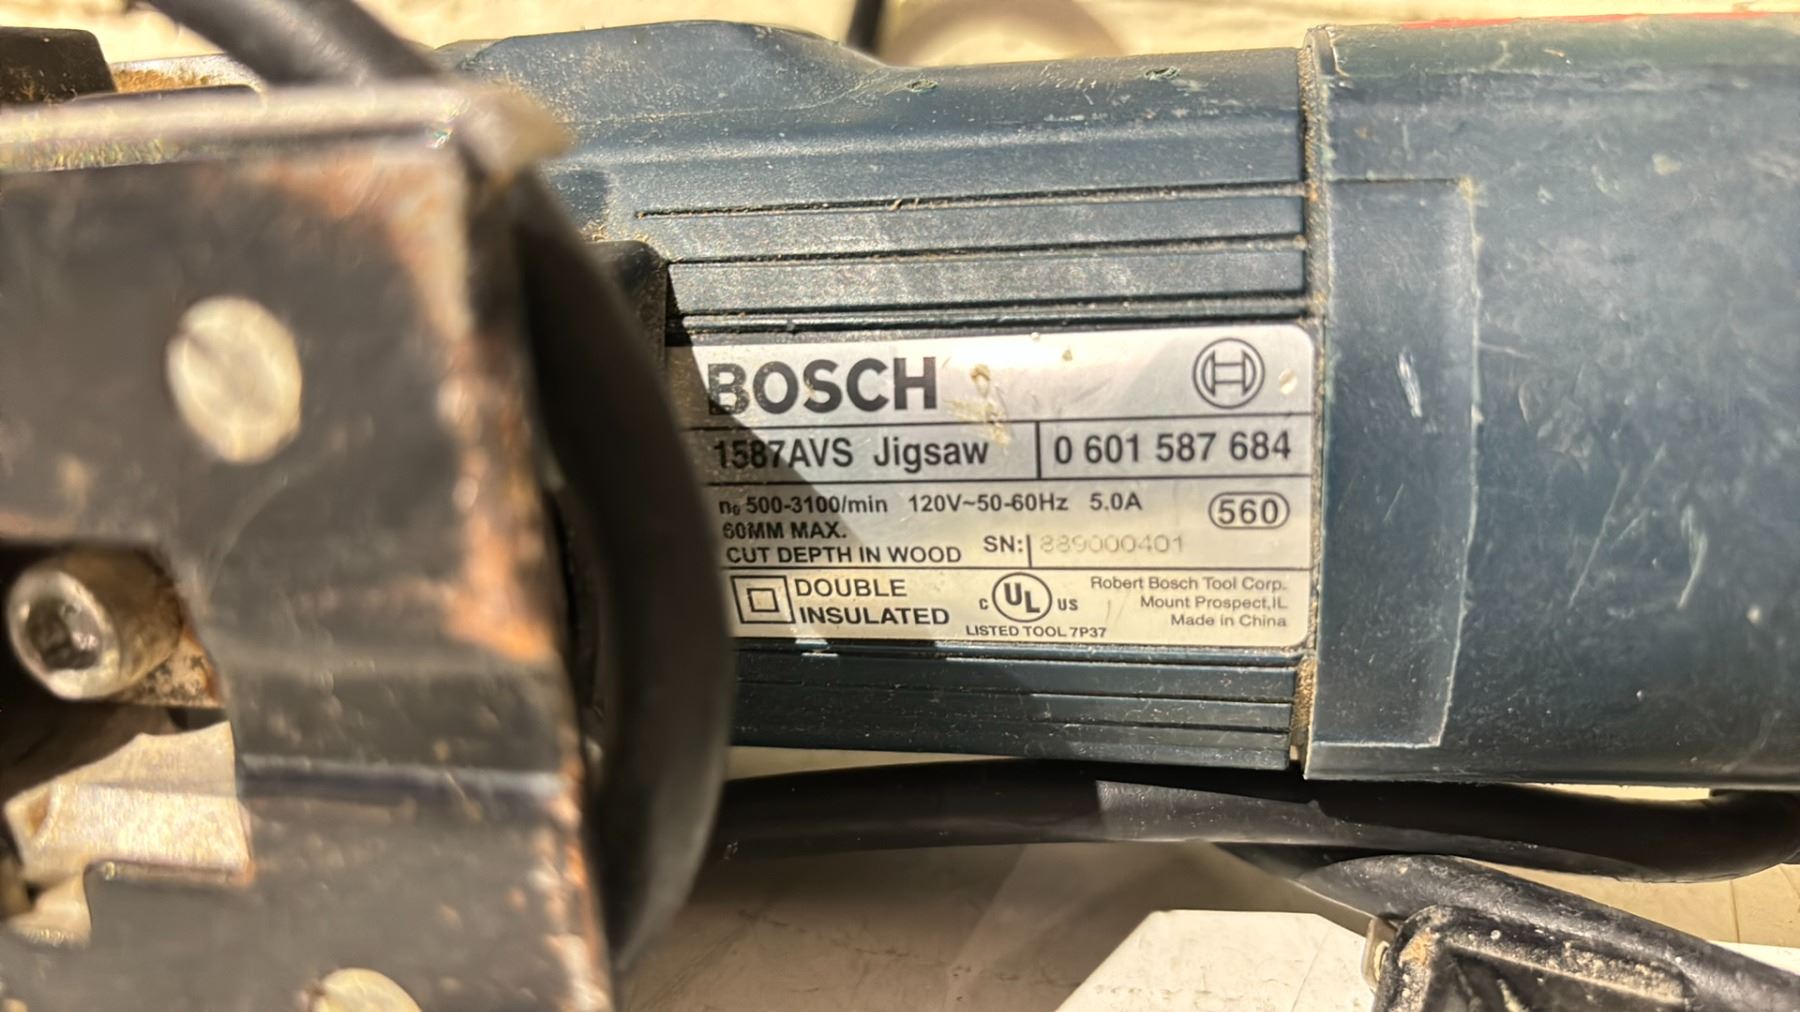 BOSCH
1587AVS Jigsaw 0 601 587 684
n₀ 500-3100/min 120V~50-60Hz 5.0A 560
60MM MAX.
CUT DEPTH IN WOOD SN: 889000401
DOUBLE
INSULATED
C UL US
LISTED TOOL 7P37
Robert Bosch Tool Corp.
Mount Prospect,IL
Made in China